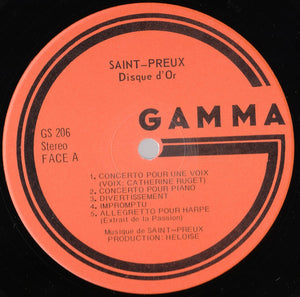 SAINT-PREUX
Disque d'Or
GAMMA
GS 206
Stereo
FACE A
1. CONCERTO POUR UNE VOIX
(VOIX: CATHERINE RUGET)
2. CONCERTO POUR PIANO
3. DIVERTISSEMENT
4. IMPROMPTU
5. ALLEGRETTO POUR HARPE
(Extrait de la Passion)
Musique de SAINT-PREUX
PRODUCTION: HELOISE